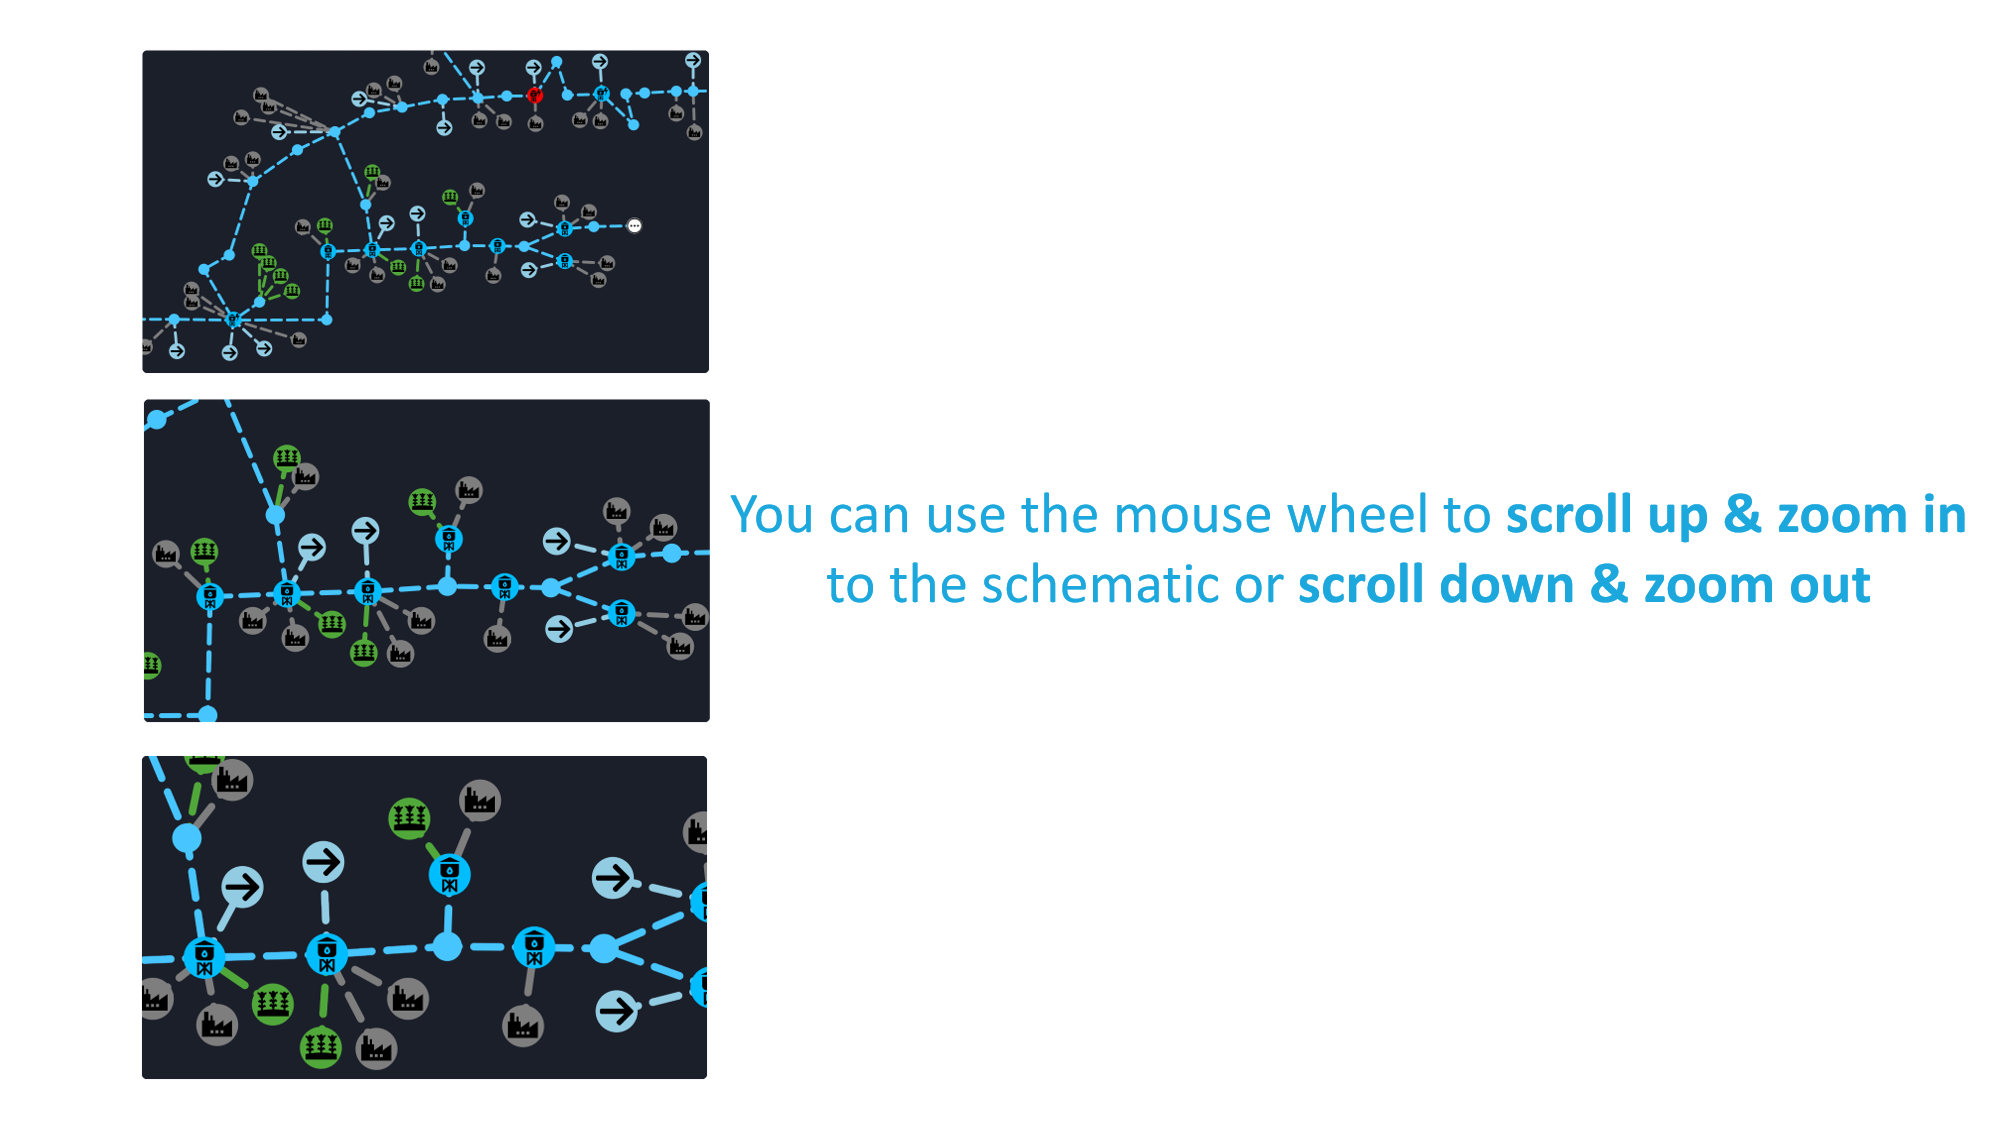 You can use the mouse wheel to scroll up & zoom in
to the schematic or scroll down & zoom out